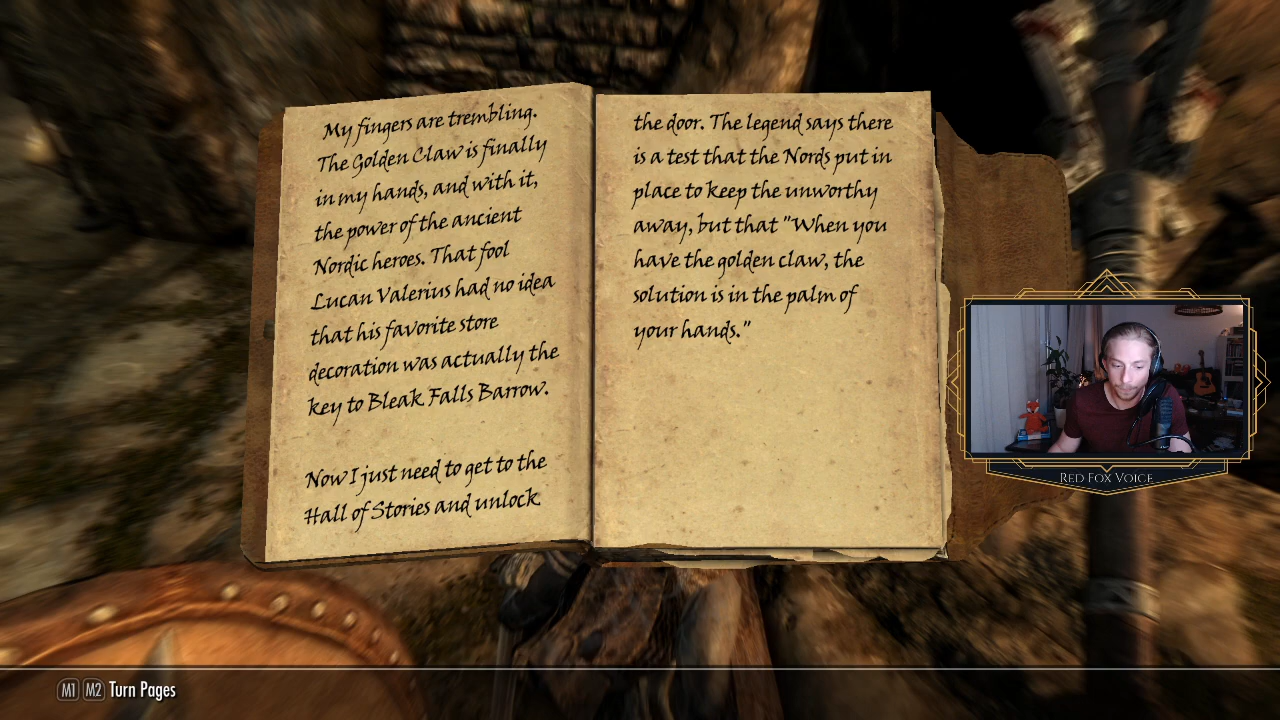 My fingers are trembling.
The Golden Claw is finally
in my hands, and with it,
the power of the ancient
Nordic heroes. That fool
Lucan Valerius had no idea
that his favorite store
decoration was actually the
key to Bleak Falls Barrow.
Now I just need to get to the
Hall of Stories and unlock
the door. The legend says there
is a test that the Nords put in
place to keep the unworthy
away, but that "When you
have the golden claw, the
solution is in the palm of
your hands."
RED FOX VOICE
M1 M2 Turn Pages